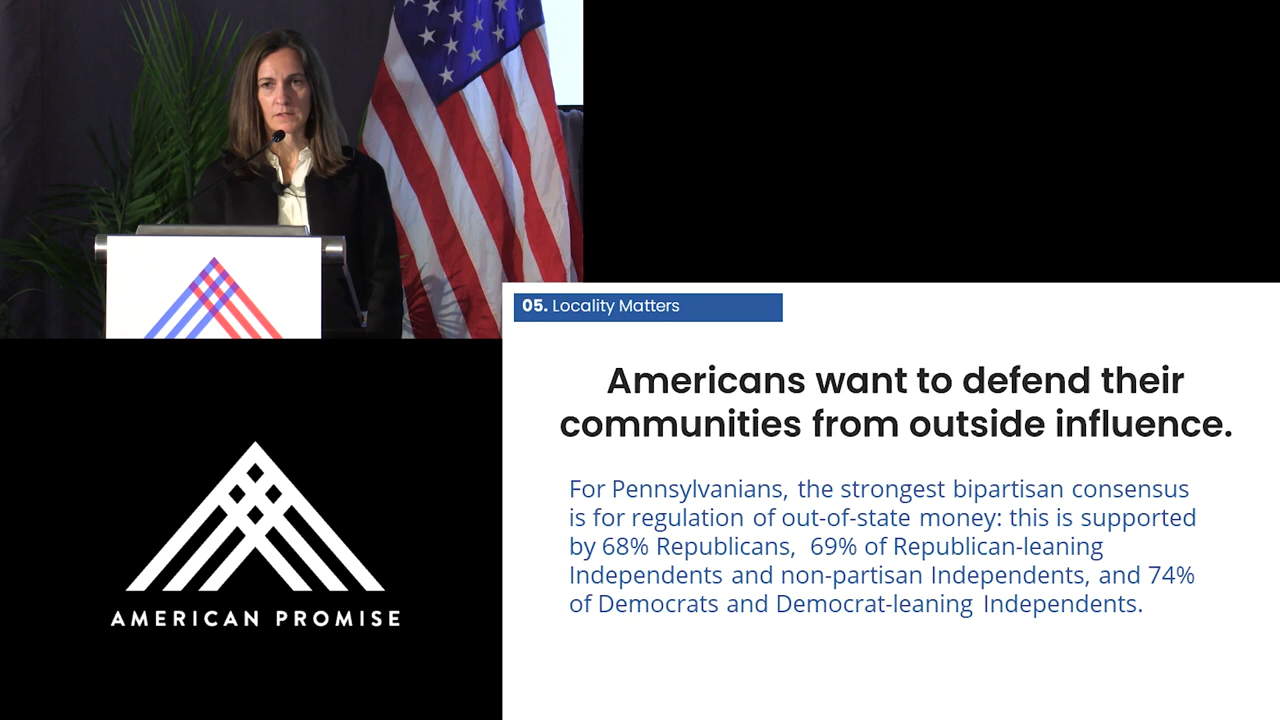 05. Locality Matters
Americans want to defend their
communities from outside influence.
For Pennsylvanians, the strongest bipartisan consensus
is for regulation of out-of-state money: this is supported
by 68% Republicans,  69% of Republican-leaning
Independents and non-partisan Independents, and 74%
of Democrats and Democrat-leaning Independents.
AMERICAN PROMISE